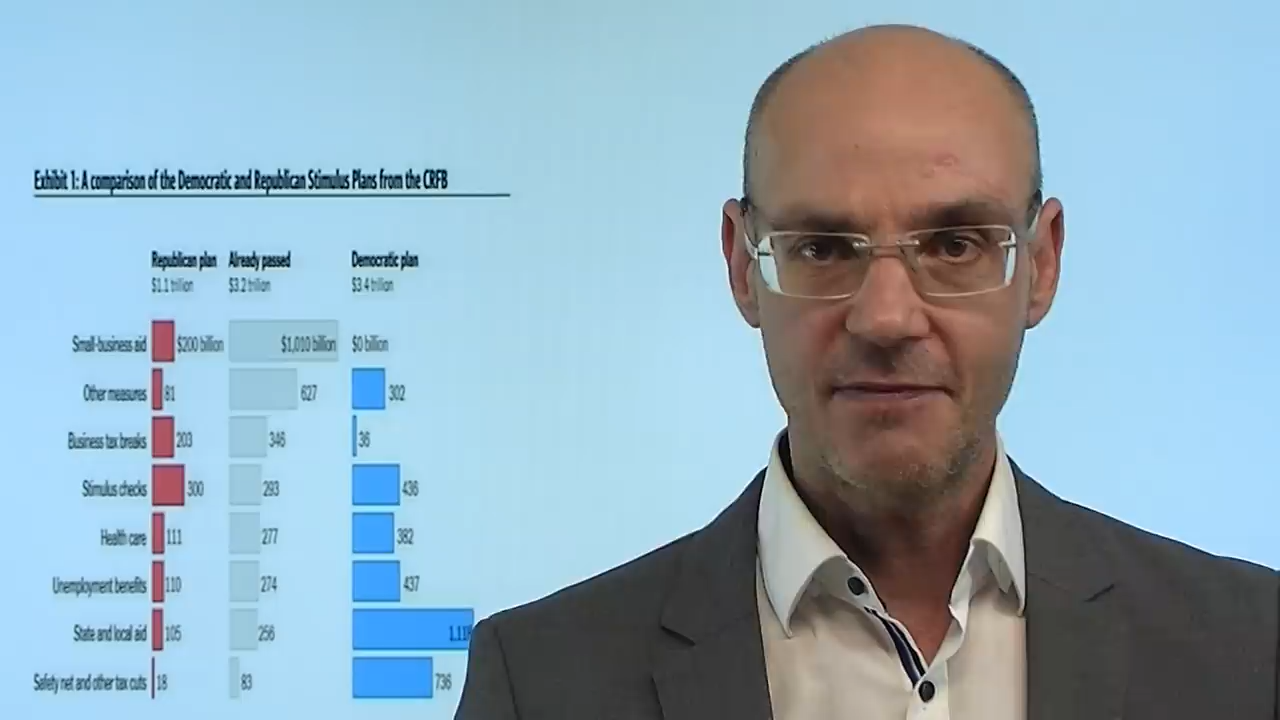 Exhibit 1: A comparison of the Democratic and Republican Stimulus Plans from the CRFB
Republican plan Already passed Democratic plan
$1.1 trillion $3.2 trillion $3.4 trillion
Small-business aid $200 billion $1,010 billion $0 billion
Other measures 81 627 302
Business tax breaks 203 346 36
Stimulus checks 300 293 436
Health care 111 277 382
Unemployment benefits 110 274 437
State and local aid 105 256
Safety net and other tax cuts 18 83 736